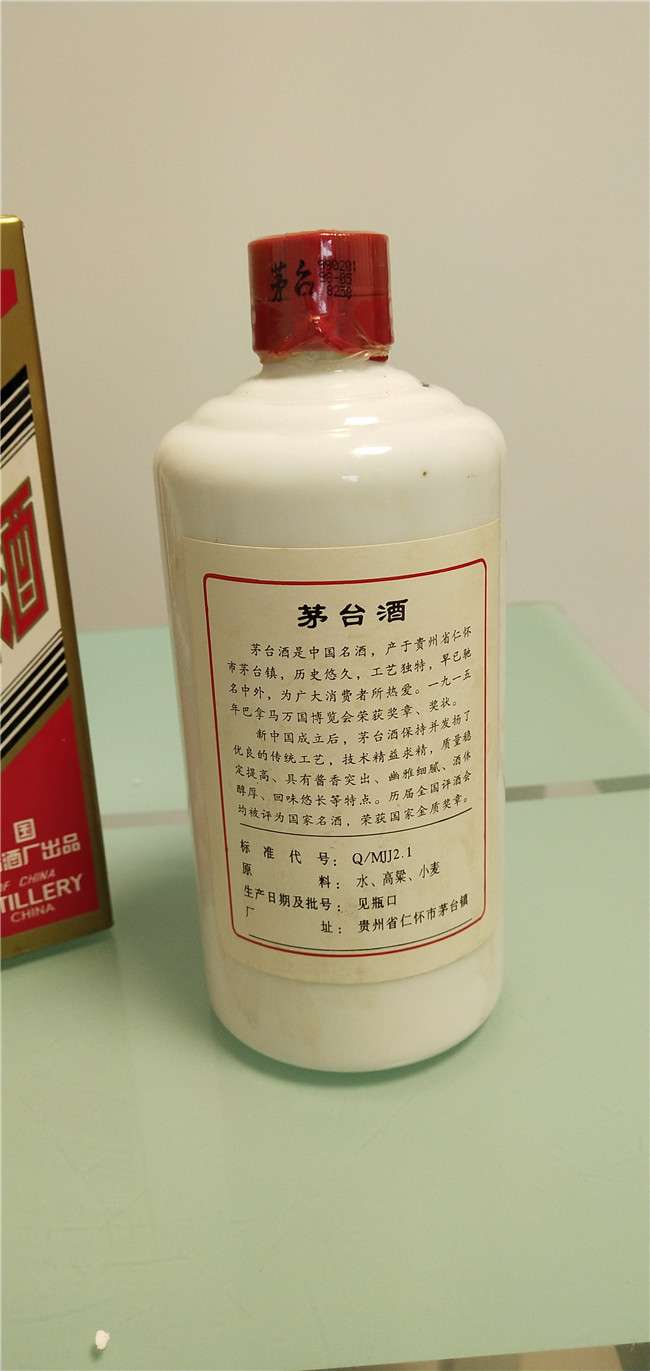 茅台
990201
98-05
8259
茅台酒
茅台酒是中国名酒，产于贵州省仁怀
市茅台镇，历史悠久，工艺独特，早已驰
名中外，为广大消费者所热爱。一九一五
年巴拿马万国博览会荣获奖章、奖状。
新中国成立后，茅台酒保持并发扬了
优良的传统工艺，技术精益求精，质量稳
定提高、具有酱香突出、幽雅细腻、酒体
醇厚、回味悠长等特点。历届全国评酒会
均被评为国家名酒，荣获国家金质奖章。
标准代号：Q/MJJ2.1
原料：水、高粱、小麦
生产日期及批号：见瓶口
厂址：贵州省仁怀市茅台镇
酒
国
酒厂出品
OF CHINA
TILLERY
CHINA